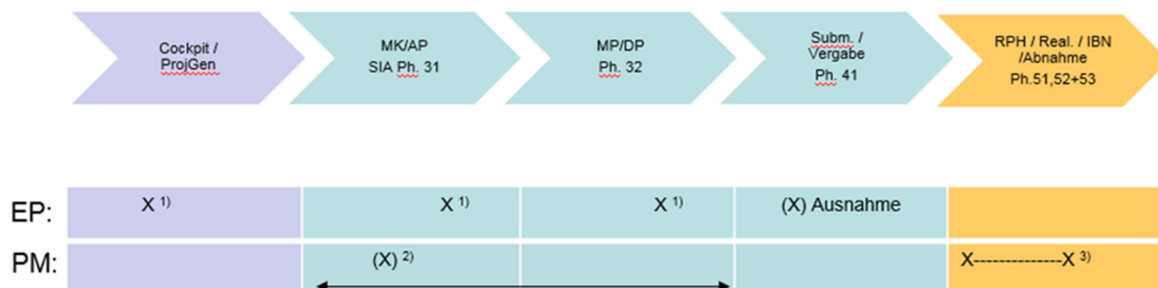 Cockpit /
ProjGen
MK/AP
SIA Ph. 31
MP/DP
Ph. 32
Subm. /
Vergabe
Ph. 41
RPH / Real. / IBN
/Abnahme
Ph.51,52+53
EP: X 1) X 1) X 1) (X) Ausnahme
PM: (X) 2) X--------------X 3)